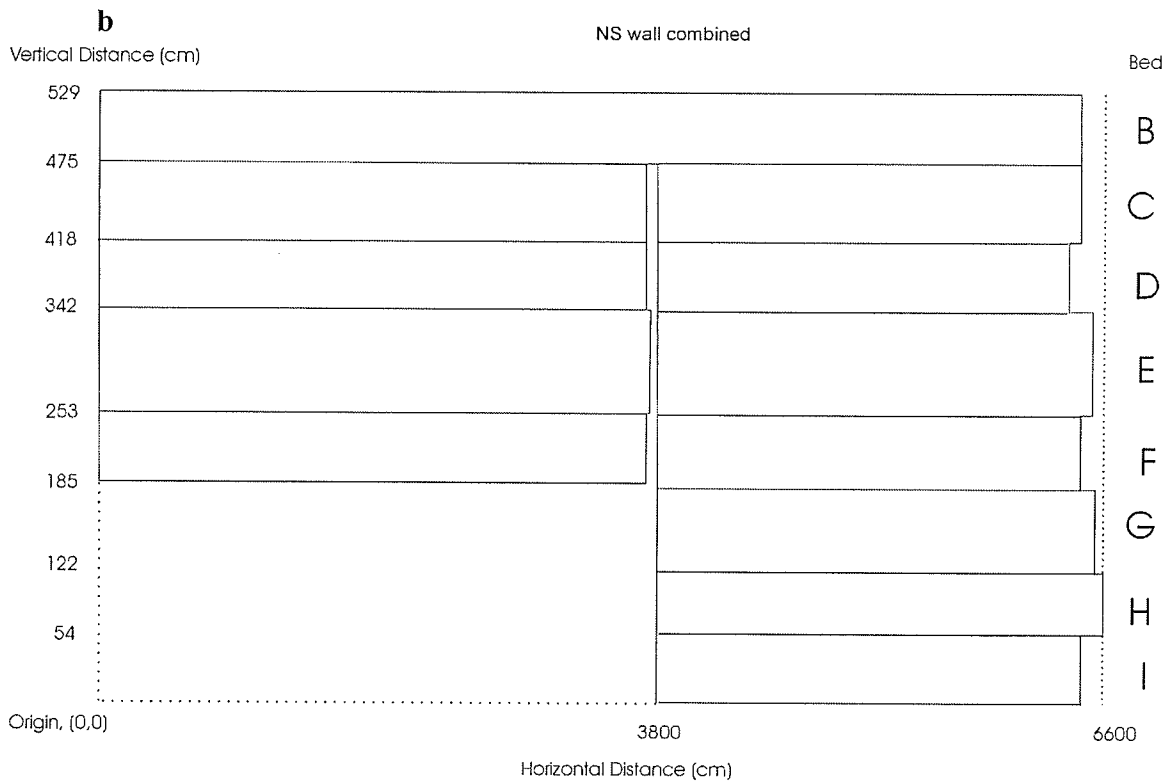 b
NS wall combined
Vertical Distance (cm)
Bed
529
B
475
C
418
D
342
E
253
F
185
G
122
H
54
I
Origin, (0,0)
3800
6600
Horizontal Distance (cm)